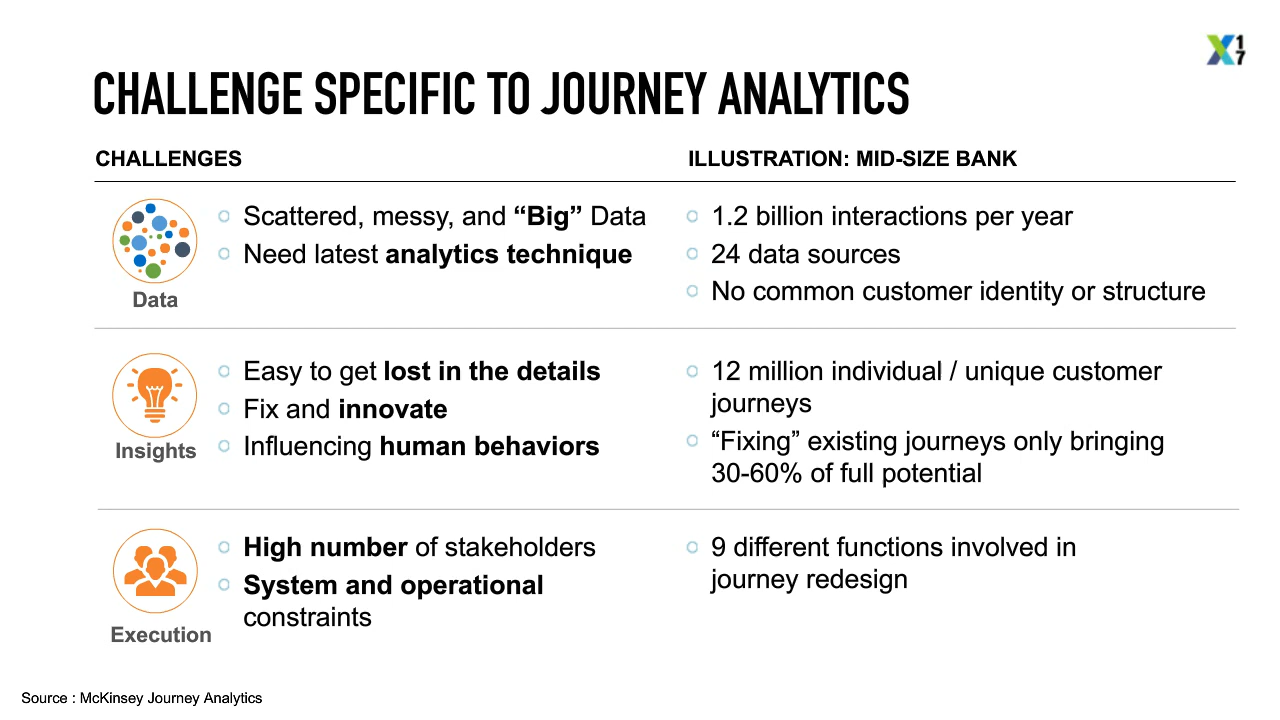 X 1
7
CHALLENGE SPECIFIC TO JOURNEY ANALYTICS
CHALLENGES
ILLUSTRATION: MID-SIZE BANK
Data
Scattered, messy, and “Big” Data
Need latest analytics technique
1.2 billion interactions per year
24 data sources
No common customer identity or structure
Insights
Easy to get lost in the details
Fix and innovate
Influencing human behaviors
12 million individual / unique customer
journeys
“Fixing” existing journeys only bringing
30-60% of full potential
Execution
High number of stakeholders
System and operational
constraints
9 different functions involved in
journey redesign
Source : McKinsey Journey Analytics